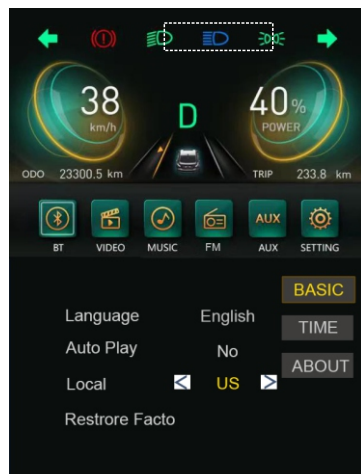 38
km/h
D
40%
POWER
ODO 23300.5 km
TRIP 233.8 km
BT VIDEO MUSIC FM AUX SETTING
AUX
BASIC
TIME
ABOUT
Language English
Auto Play No
Local < US >
Restrore Facto